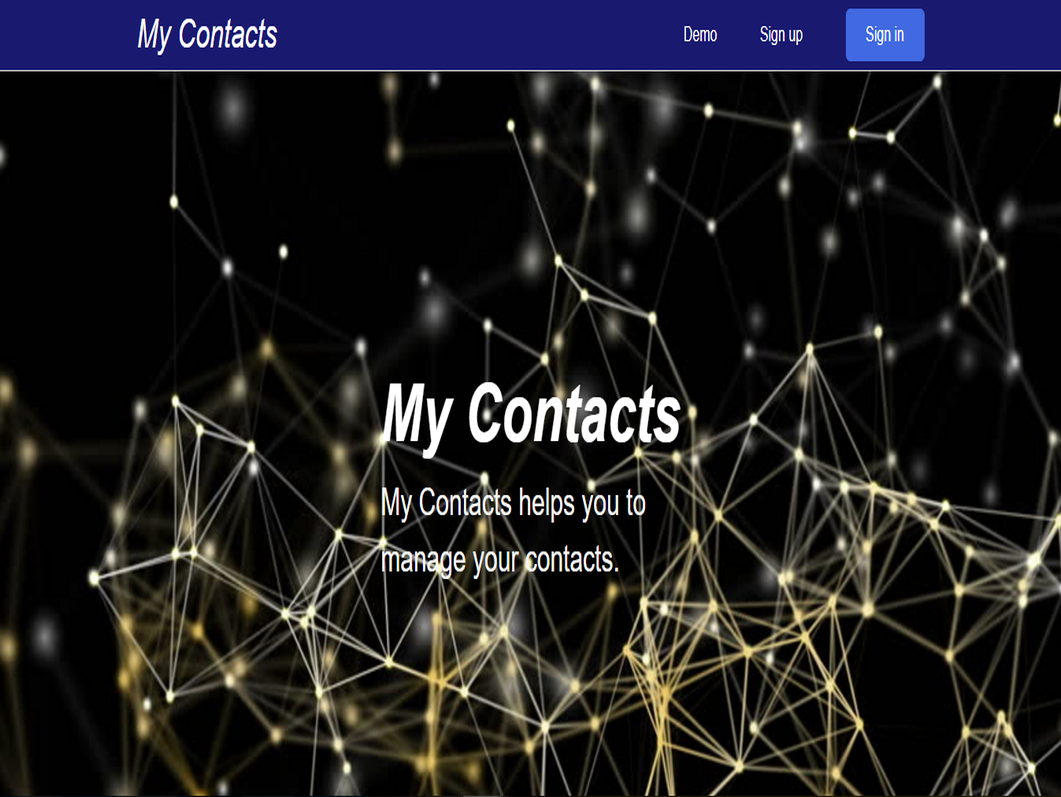 My Contacts
Demo
Sign up
Sign in
My Contacts
My Contacts helps you to
manage your contacts.